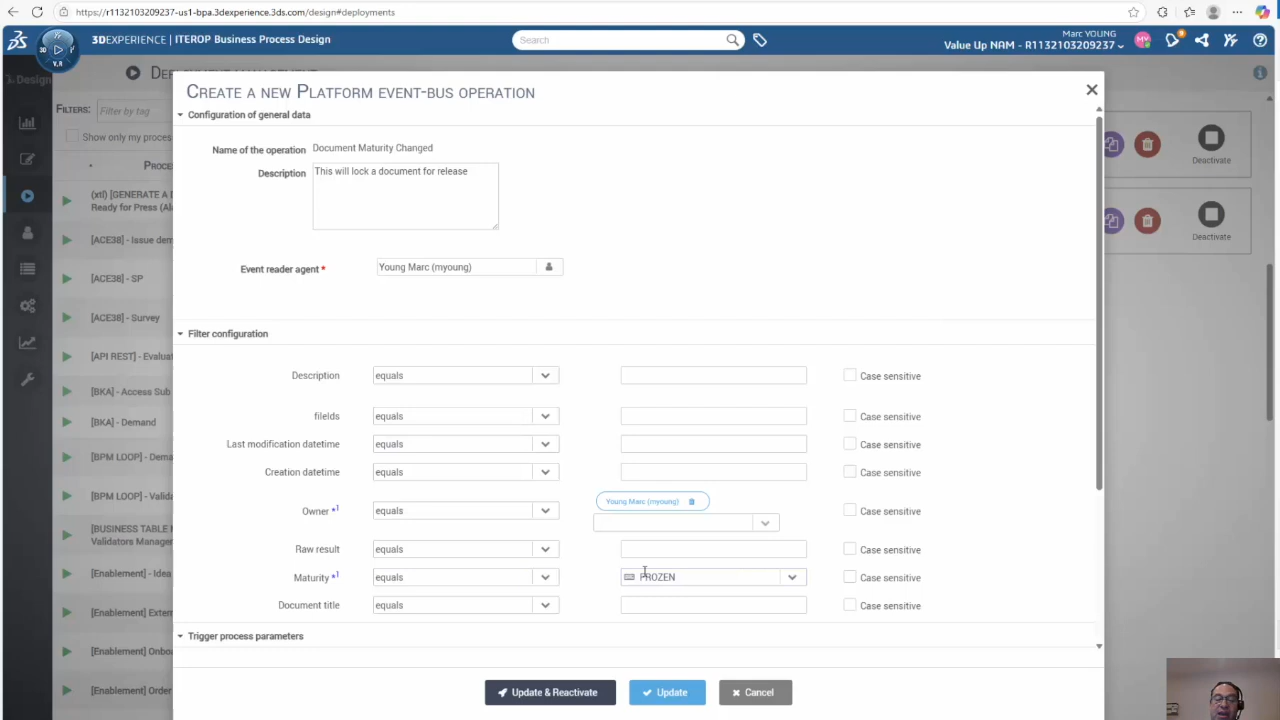 https://r1132103209237-us1-bpa.3dexperience.3ds.com/design#deployments
3DEXPERIENCE | ITEROP Business Process Design
Search
Marc YOUNG
Value Up NAM - R1132103209237
MY
3D
V,R
Design
FILTERS:
Filter by tag
Show only my process
[GENERATE A D
Ready for Press
[ACE38] - Issue dem
[ACE38] - SP
[ACE38] - Survey
[API REST] - Evaluat
[BKA] - Access Sub
[BKA] - Demand
[BPM LOOP] - Dema
[BPM LOOP] - Valida
[BUSINESS TABLE M
Validators Manager
[Enablement] - Idea
[Enablement] Exter
[Enablement] Onbo
[Enablement] Order
Deactivate
Deactivate
Create a new Platform event-bus operation
Configuration of general data
Name of the operation Document Maturity Changed
Description This will lock a document for release
Event reader agent * Young Marc (myoung)
Filter configuration
Description equals Case sensitive
fileIds equals Case sensitive
Last modification datetime equals Case sensitive
Creation datetime equals Case sensitive
Young Marc (myoung)
Owner *1 equals Case sensitive
Raw result equals Case sensitive
Maturity *1 equals FROZEN Case sensitive
Document title equals Case sensitive
Trigger process parameters
Update & Reactivate Update Cancel